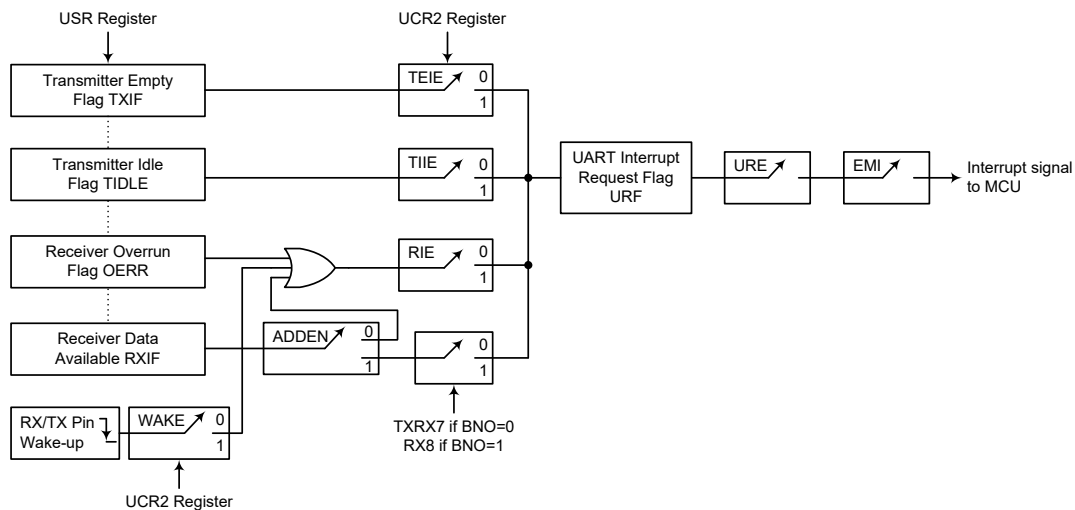 USR Register
UCR2 Register
Transmitter Empty
Flag TXIF
TEIE
0
1
Transmitter Idle
Flag TIDLE
TIIE
0
1
UART Interrupt
Request Flag
URF
URE
EMI
Interrupt signal
to MCU
Receiver Overrun
Flag OERR
RIE
0
1
Receiver Data
Available RXIF
ADDEN
0
1
0
1
RX/TX Pin
Wake-up
WAKE
0
1
TXRX7 if BNO=0
RX8 if BNO=1
UCR2 Register